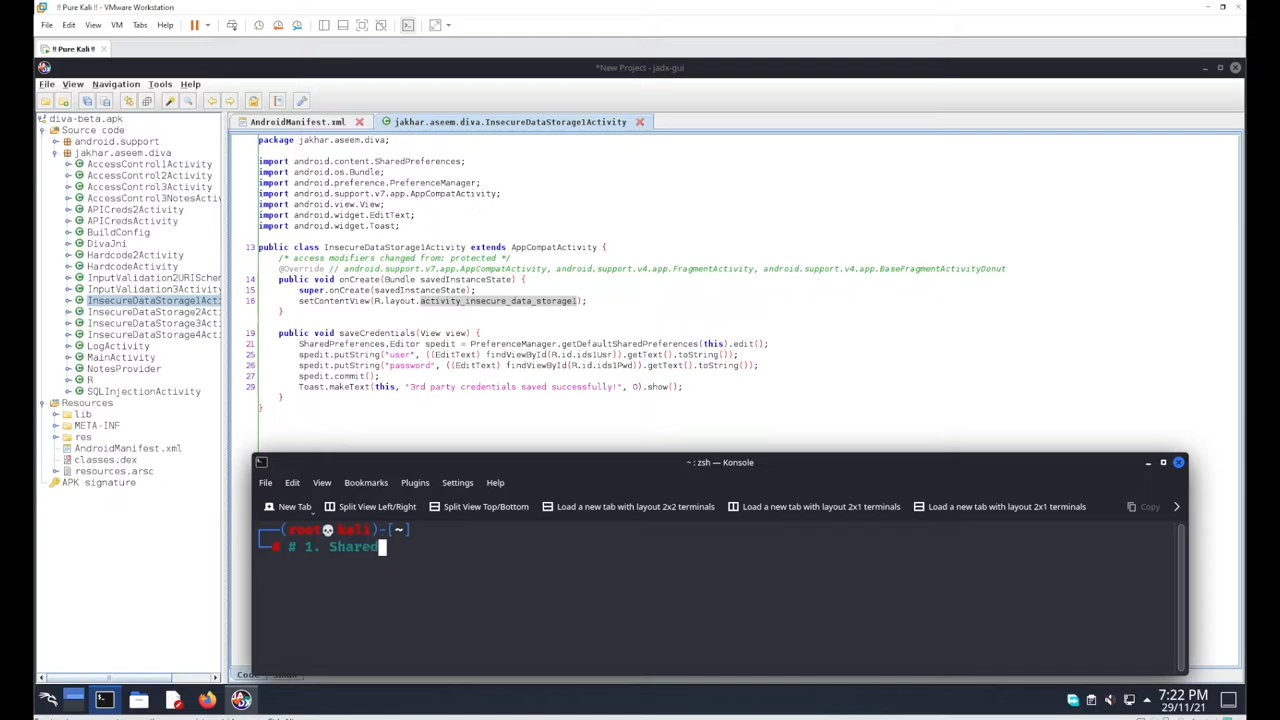 !! Pure Kali !! - VMware Workstation
File Edit View VM Tabs Help
!! Pure Kali !!
*New Project - jadx-gui
File View Navigation Tools Help
diva-beta.apk
Source code
android.support
jakhar.aseem.diva
AccessControl1Activity
AccessControl2Activity
AccessControl3Activity
AccessControl3NotesActiv
APICreds2Activity
APICredsActivity
BuildConfig
DivaJni
Hardcode2Activity
HardcodeActivity
InputValidation2URISchem
InputValidation3Activity
InsecureDataStorage1Acti
InsecureDataStorage2Acti
InsecureDataStorage3Acti
InsecureDataStorage4Acti
LogActivity
MainActivity
NotesProvider
R
SQLInjectionActivity
Resources
lib
META-INF
res
AndroidManifest.xml
classes.dex
resources.arsc
APK signature
AndroidManifest.xml jakhar.aseem.diva.InsecureDataStorage1Activity
package jakhar.aseem.diva;
import android.content.SharedPreferences;
import android.os.Bundle;
import android.preference.PreferenceManager;
import android.support.v7.app.AppCompatActivity;
import android.view.View;
import android.widget.EditText;
import android.widget.Toast;
13 public class InsecureDataStorage1Activity extends AppCompatActivity {
/* access modifiers changed from: protected */
@Override // android.support.v7.app.AppCompatActivity, android.support.v4.app.FragmentActivity, android.support.v4.app.BaseFragmentActivityDonut
14 public void onCreate(Bundle savedInstanceState) {
15 super.onCreate(savedInstanceState);
16 setContentView(R.layout.activity_insecure_data_storage1);
}
19 public void saveCredentials(View view) {
21 SharedPreferences.Editor spedit = PreferenceManager.getDefaultSharedPreferences(this).edit();
25 spedit.putString("user", ((EditText) findViewById(R.id.ids1Usr)).getText().toString());
26 spedit.putString("password", ((EditText) findViewById(R.id.ids1Pwd)).getText().toString());
27 spedit.commit();
29 Toast.makeText(this, "3rd party credentials saved successfully!", 0).show();
}
}
~ : zsh — Konsole
File Edit View Bookmarks Plugins Settings Help
New Tab Split View Left/Right Split View Top/Bottom Load a new tab with layout 2x2 terminals Load a new tab with layout 2x1 terminals Load a new tab with layout 2x1 terminals Copy
(root💀kali)-[~]
# # 1. Shared
Code Smali
7:22 PM
29/11/21